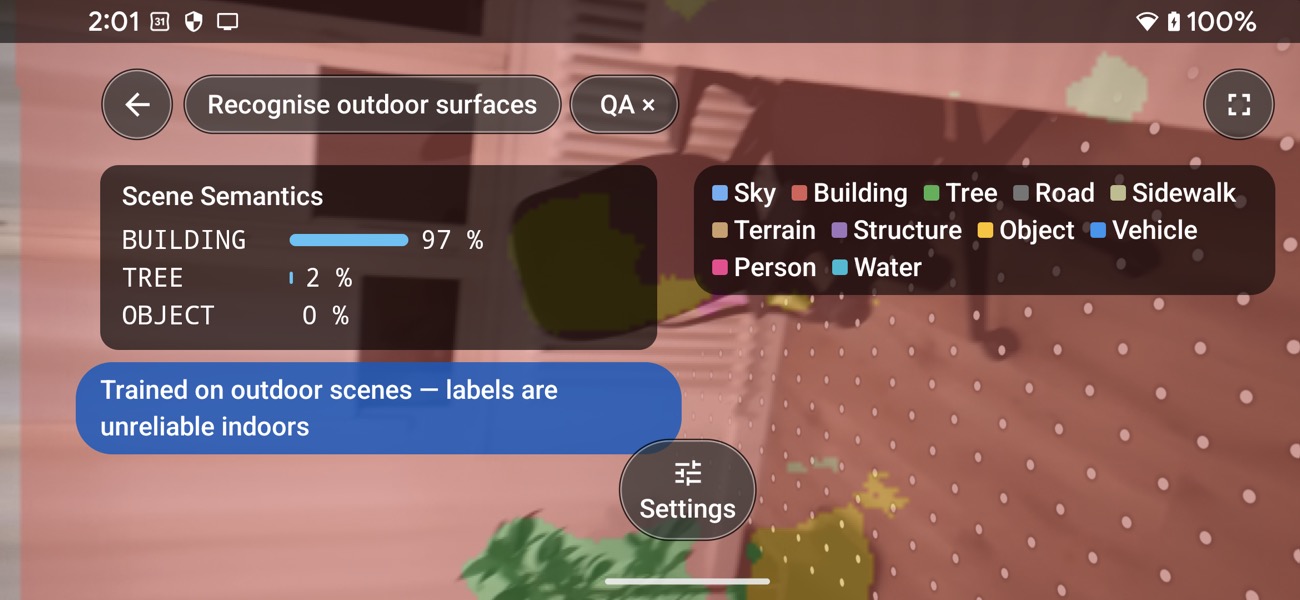 2:01 31 100%
Recognise outdoor surfaces QA ×
Scene Semantics
BUILDING 97 %
TREE 2 %
OBJECT 0 %
Sky Building Tree Road Sidewalk
Terrain Structure Object Vehicle
Person Water
Trained on outdoor scenes — labels are
unreliable indoors
Settings